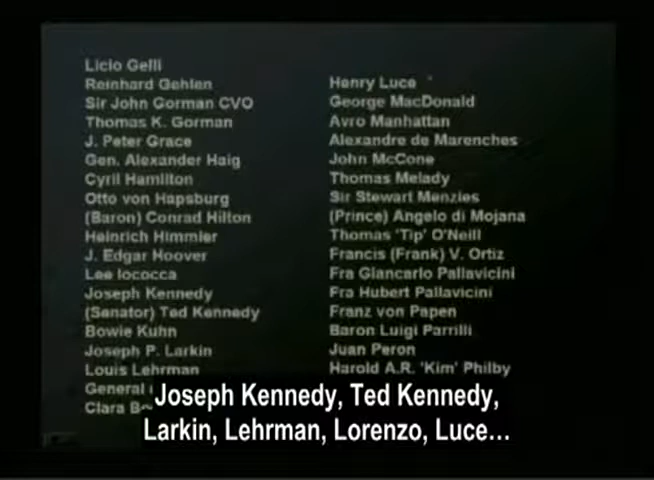 Licio Gelli
Reinhard Gehlen
Sir John Gorman CVO
Thomas K. Gorman
J. Peter Grace
Gen. Alexander Haig
Cyril Hamilton
Otto von Hapsburg
(Baron) Conrad Hilton
Heinrich Himmler
J. Edgar Hoover
Lee Iococca
Joseph Kennedy
(Senator) Ted Kennedy
Bowie Kuhn
Joseph P. Larkin
Louis Lehrman
General
Clara B
Henry Luce
George MacDonald
Avro Manhattan
Alexandre de Marenches
John McCone
Thomas Melady
Sir Stewart Menzies
(Prince) Angelo di Mojana
Thomas 'Tip' O'Neill
Francis (Frank) V. Ortiz
Fra Giancarlo Pallavicini
Fra Hubert Pallavicini
Franz von Papen
Baron Luigi Parrilli
Juan Peron
Harold A.R. 'Kim' Philby
Joseph Kennedy, Ted Kennedy,
Larkin, Lehrman, Lorenzo, Luce...